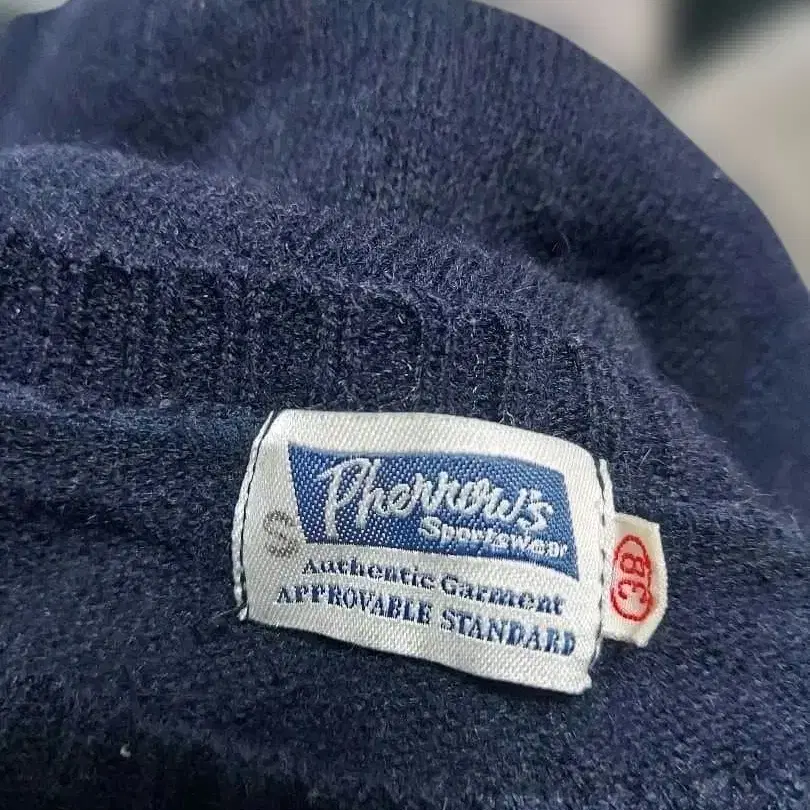 Pherrow's
Sportswear
S
Authentic Garment
APPROVABLE STANDARD
38